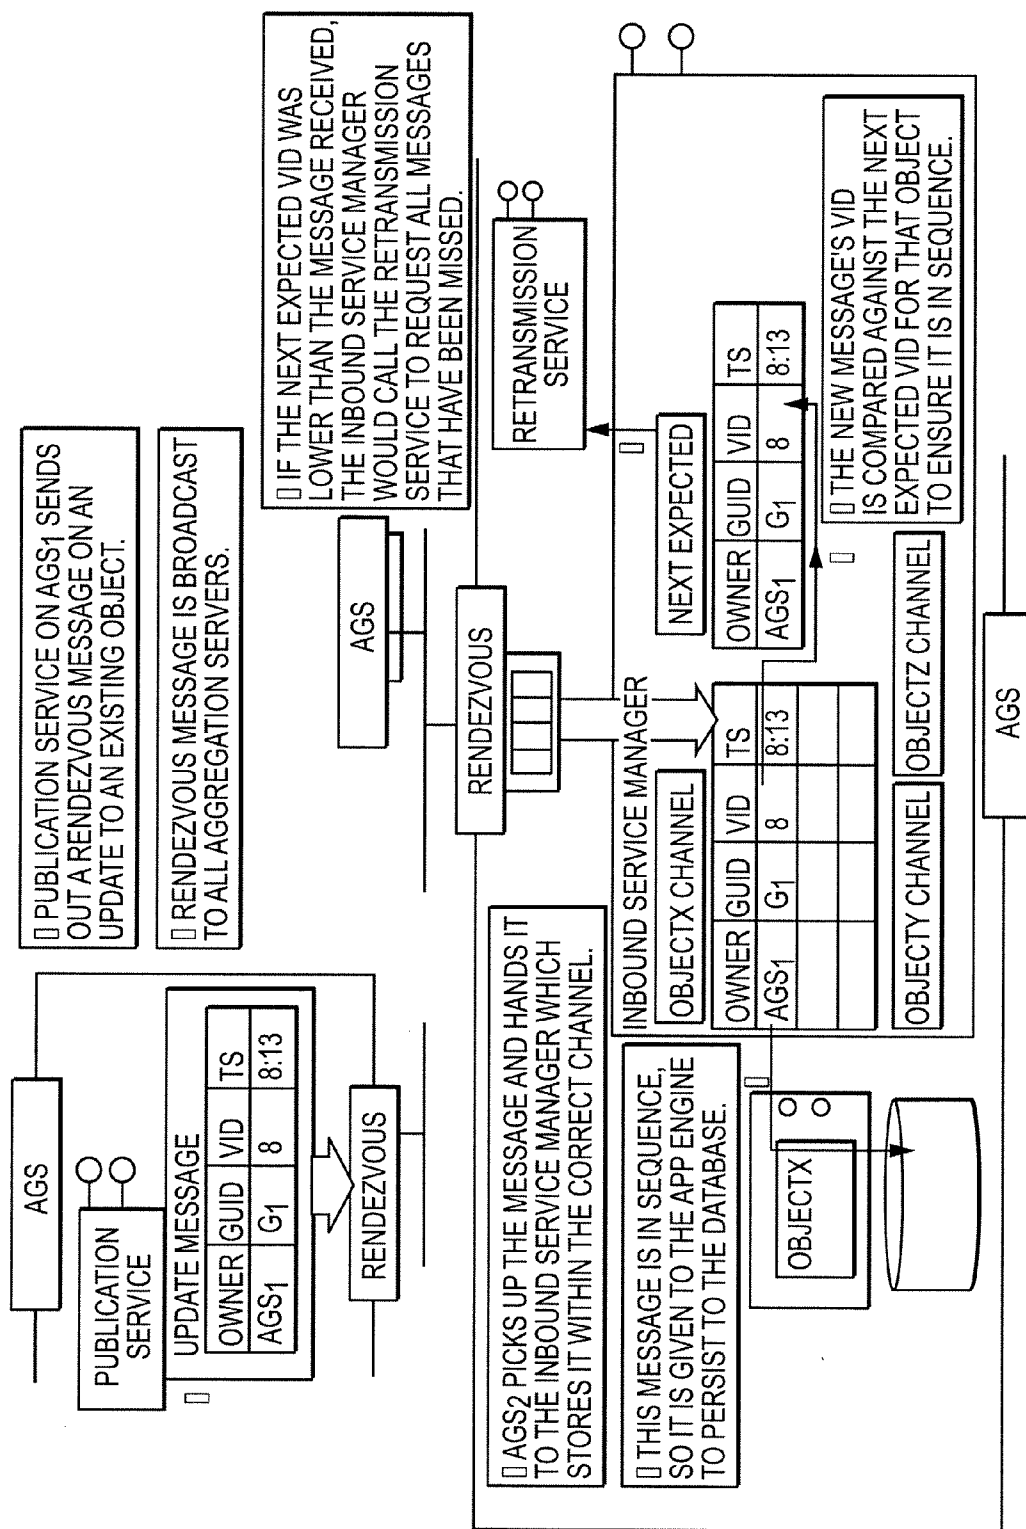 AGS
PUBLICATION
SERVICE
UPDATE MESSAGE
OWNER GUID VID TS
AGS1 G1 8 8:13
RENDEZVOUS
▯ PUBLICATION SERVICE ON AGS1 SENDS
OUT A RENDEZVOUS MESSAGE ON AN
UPDATE TO AN EXISTING OBJECT.
▯ RENDEZVOUS MESSAGE IS BROADCAST
TO ALL AGGREGATION SERVERS.
▯ IF THE NEXT EXPECTED VID WAS
LOWER THAN THE MESSAGE RECEIVED,
THE INBOUND SERVICE MANAGER
WOULD CALL THE RETRANSMISSION
SERVICE TO REQUEST ALL MESSAGES
THAT HAVE BEEN MISSED.
AGS
RENDEZVOUS
RETRANSMISSION
SERVICE
▯ AGS2 PICKS UP THE MESSAGE AND HANDS IT
TO THE INBOUND SERVICE MANAGER WHICH
STORES IT WITHIN THE CORRECT CHANNEL.
▯ THIS MESSAGE IS IN SEQUENCE,
SO IT IS GIVEN TO THE APP ENGINE
TO PERSIST TO THE DATABASE.
OBJECTX
INBOUND SERVICE MANAGER
OBJECTX CHANNEL
OWNER GUID VID TS
AGS1 G1 8 8:13
OBJECTY CHANNEL
OBJECTZ CHANNEL
NEXT EXPECTED
OWNER GUID VID TS
AGS1 G1 8 8:13
▯ THE NEW MESSAGE'S VID
IS COMPARED AGAINST THE NEXT
EXPECTED VID FOR THAT OBJECT
TO ENSURE IT IS IN SEQUENCE.
AGS